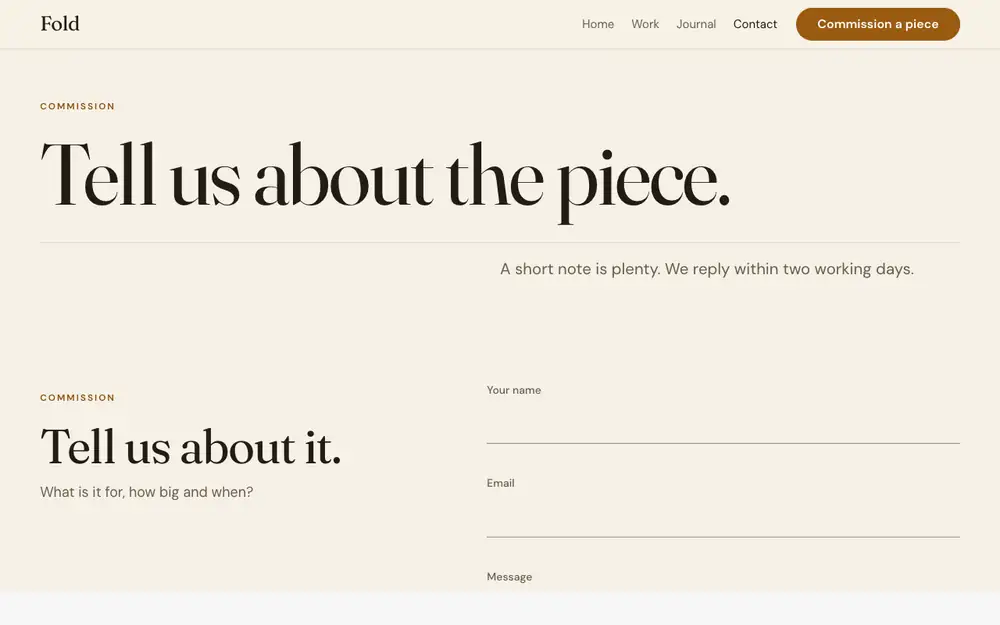 Fold
Home Work Journal Contact Commission a piece
COMMISSION
Tell us about the piece.
A short note is plenty. We reply within two working days.
COMMISSION
Tell us about it.
What is it for, how big and when?
Your name
Email
Message